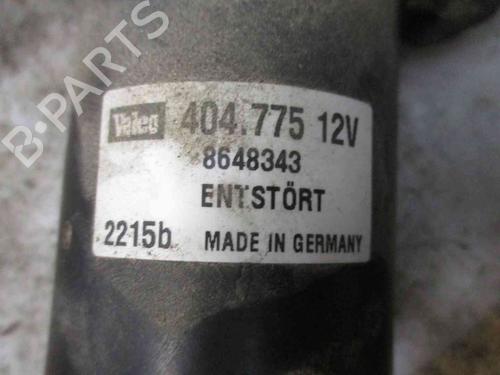 B-PARTS
Valeo 404.775 12V
8648343
ENTSTÖRT
2215b MADE IN GERMANY